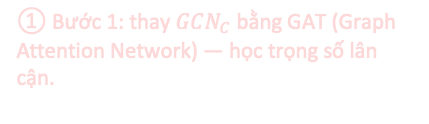 ① Bước 1: thay GCN_C bằng GAT (Graph
Attention Network) — học trọng số lân
cận.